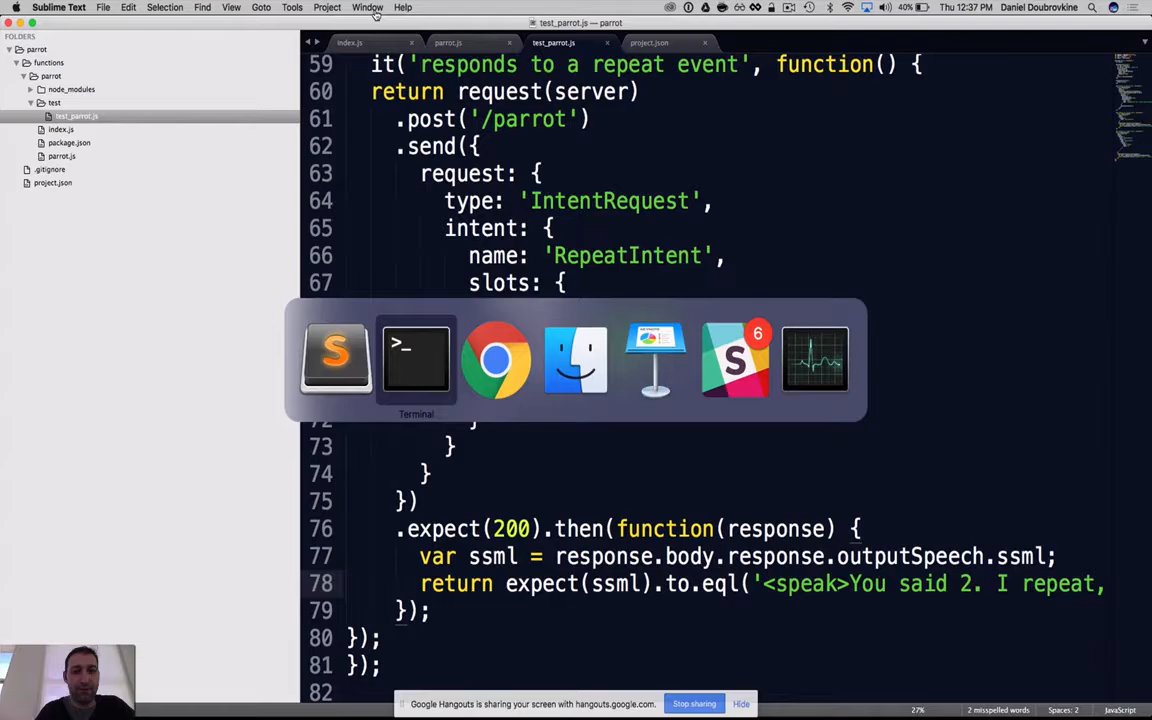 Sublime Text File Edit Selection Find View Goto Tools Project Window Help 40% Thu 12:37 PM Daniel Doubrovkine
test_parrot.js — parrot
FOLDERS
parrot
functions
parrot
node_modules
test
test_parrot.js
index.js
package.json
parrot.js
.gitignore
project.json
index.js parrot.js test_parrot.js project.json
59 it('responds to a repeat event', function() {
60 return request(server)
61 .post('/parrot')
62 .send({
63 request: {
64 type: 'IntentRequest',
65 intent: {
66 name: 'RepeatIntent',
67 slots: {
S >_ S 6
Terminal
72 }
73 }
74 }
75 })
76 .expect(200).then(function(response) {
77 var ssml = response.body.response.outputSpeech.ssml;
78 return expect(ssml).to.eql('<speak>You said 2. I repeat,
79 });
80 });
81 });
82
Google Hangouts is sharing your screen with hangouts.google.com. Stop sharing Hide
27% 2 misspelled words Spaces: 2 JavaScript